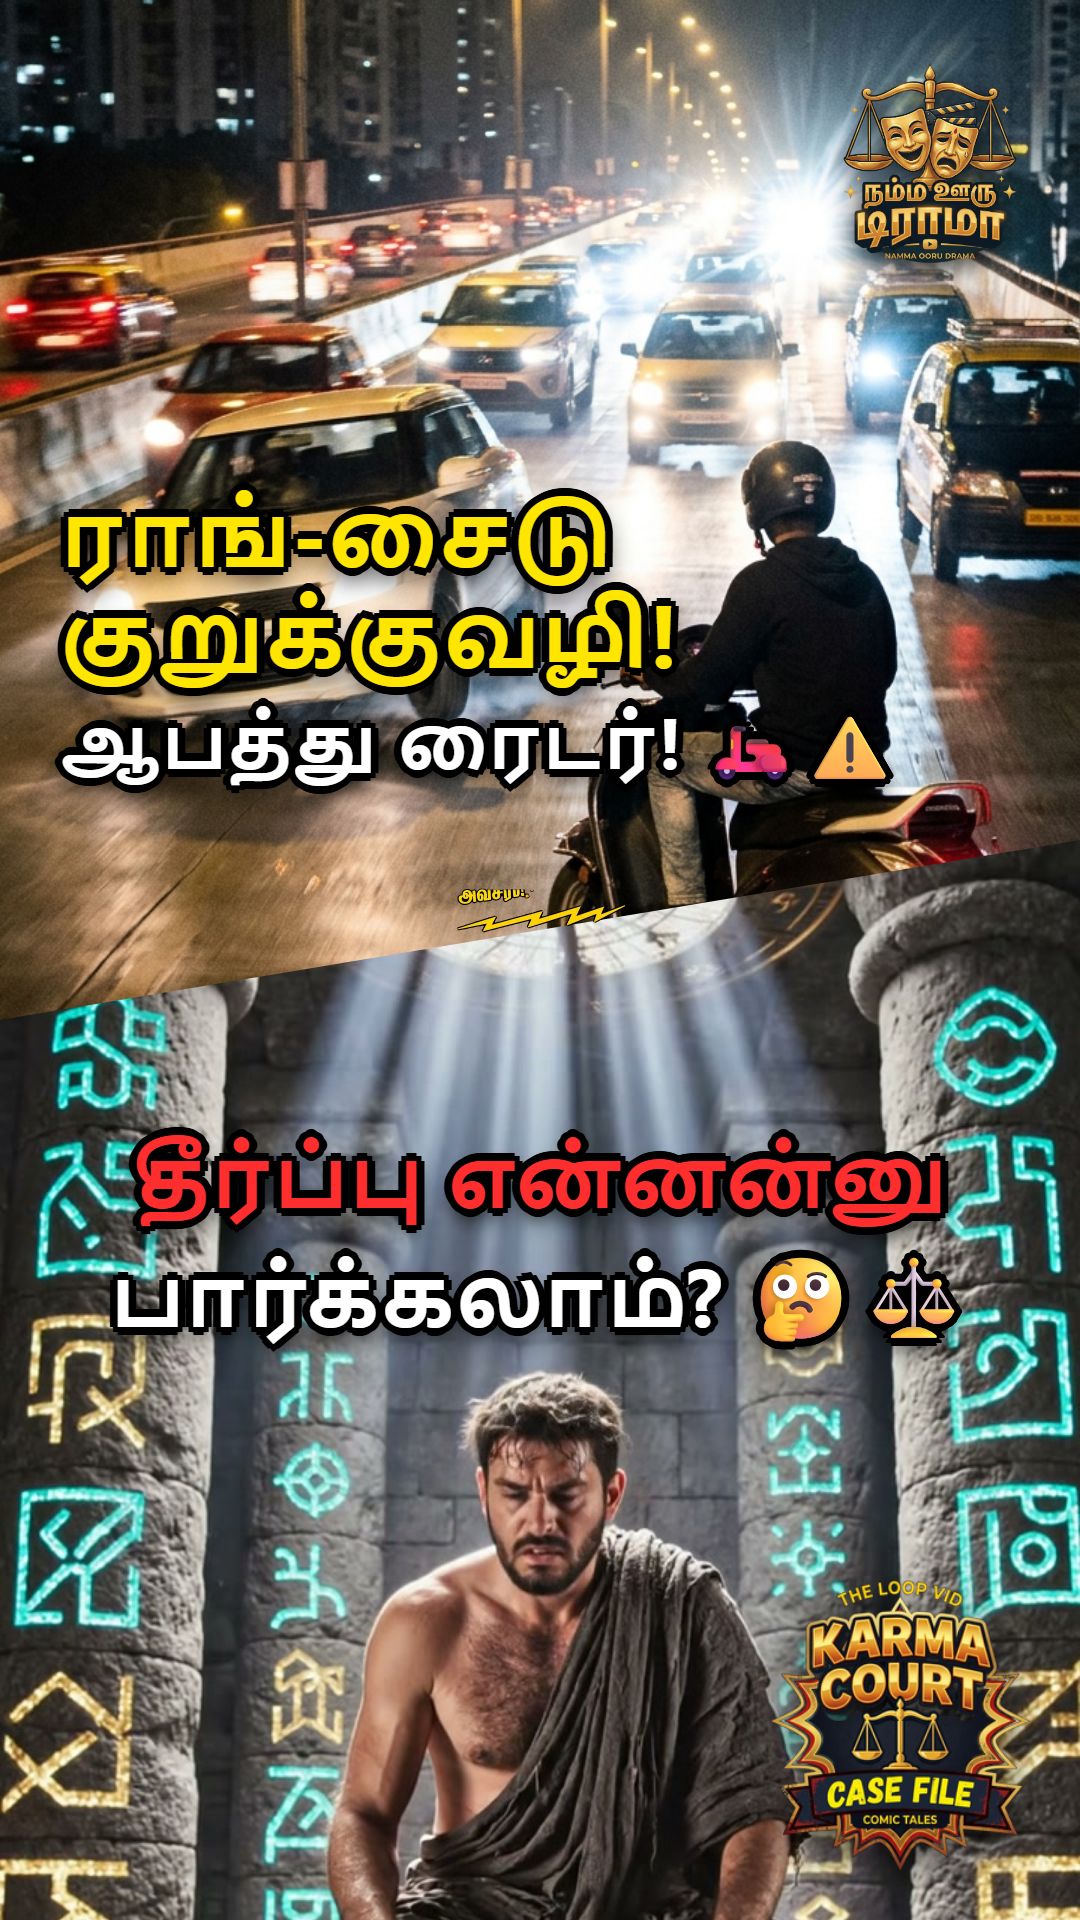 நம்ம ஊரு
டிராமா
NAMMA OORU DRAMA
ராங்-சைடு
குறுக்குவழி!
ஆபத்து ரைடர்! 🛵 ⚠️
தீர்ப்பு என்னன்னு
பார்க்கலாம்? 🤔 ⚖️
THE LOOP VID
KARMA
COURT
CASE FILE
COMIC TALES